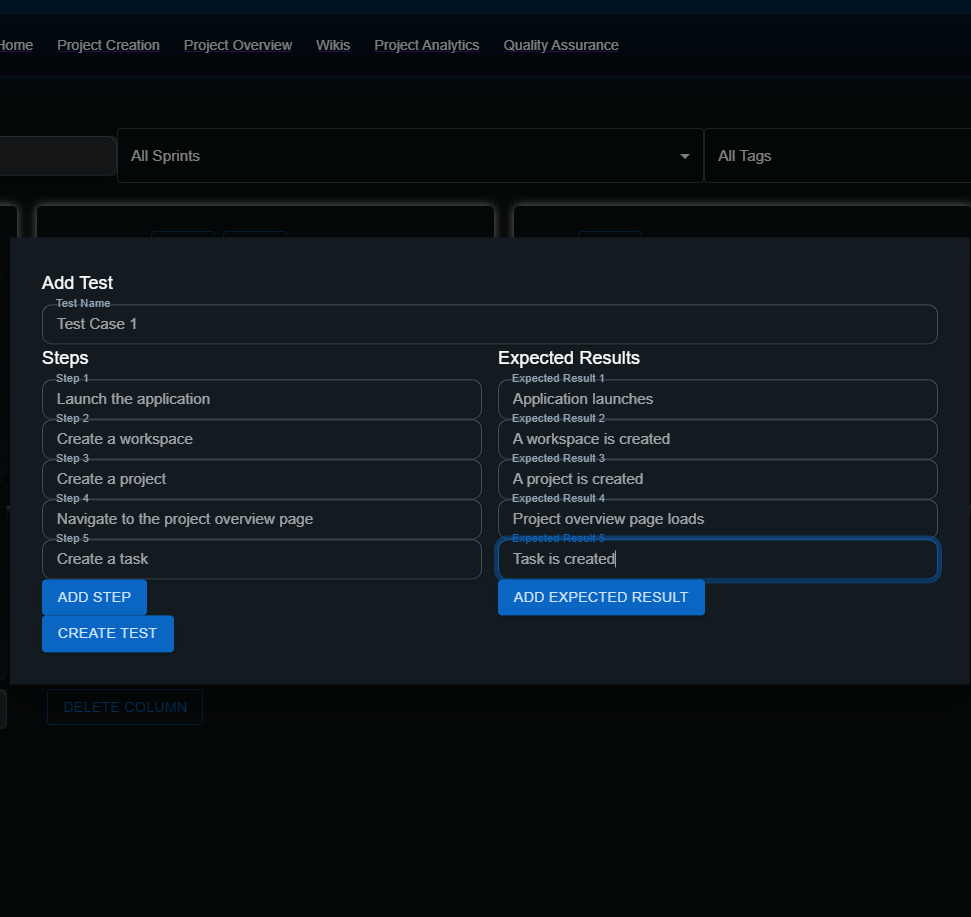 Home Project Creation Project Overview Wikis Project Analytics Quality Assurance
All Sprints All Tags
Add Test
Test Name
Test Case 1
Steps Expected Results
Step 1 Expected Result 1
Launch the application Application launches
Step 2 Expected Result 2
Create a workspace A workspace is created
Step 3 Expected Result 3
Create a project A project is created
Step 4 Expected Result 4
Navigate to the project overview page Project overview page loads
Step 5 Expected Result 5
Create a task Task is created
ADD STEP ADD EXPECTED RESULT
CREATE TEST
DELETE COLUMN